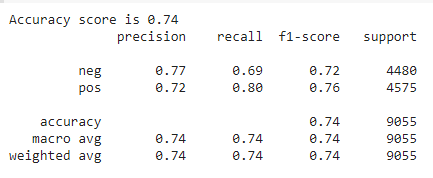 Accuracy score is 0.74
precision recall f1-score support
neg 0.77 0.69 0.72 4480
pos 0.72 0.80 0.76 4575
accuracy 0.74 9055
macro avg 0.74 0.74 0.74 9055
weighted avg 0.74 0.74 0.74 9055